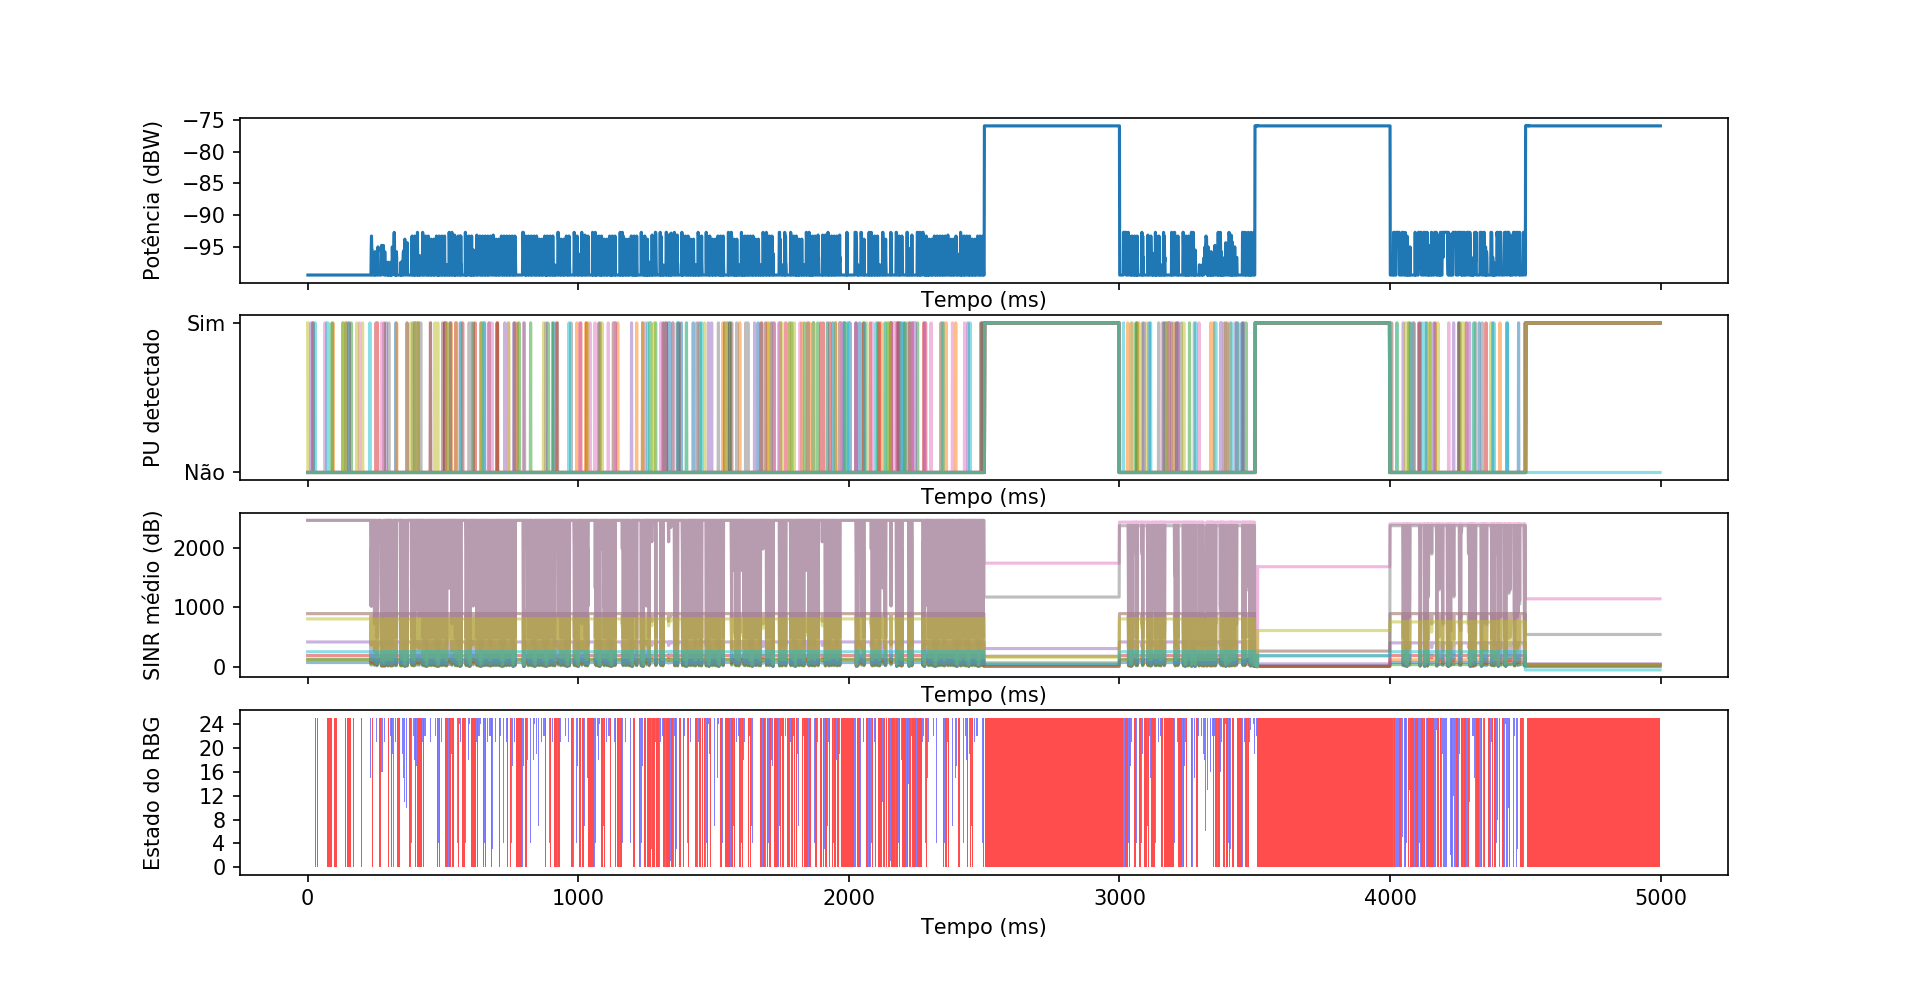 Potência (dBW)
−75
−80
−85
−90
−95
Tempo (ms)
PU detectado
Sim
Não
Tempo (ms)
SINR médio (dB)
2000
1000
0
Tempo (ms)
Estado do RBG
24
20
16
12
8
4
0
0 1000 2000 3000 4000 5000
Tempo (ms)